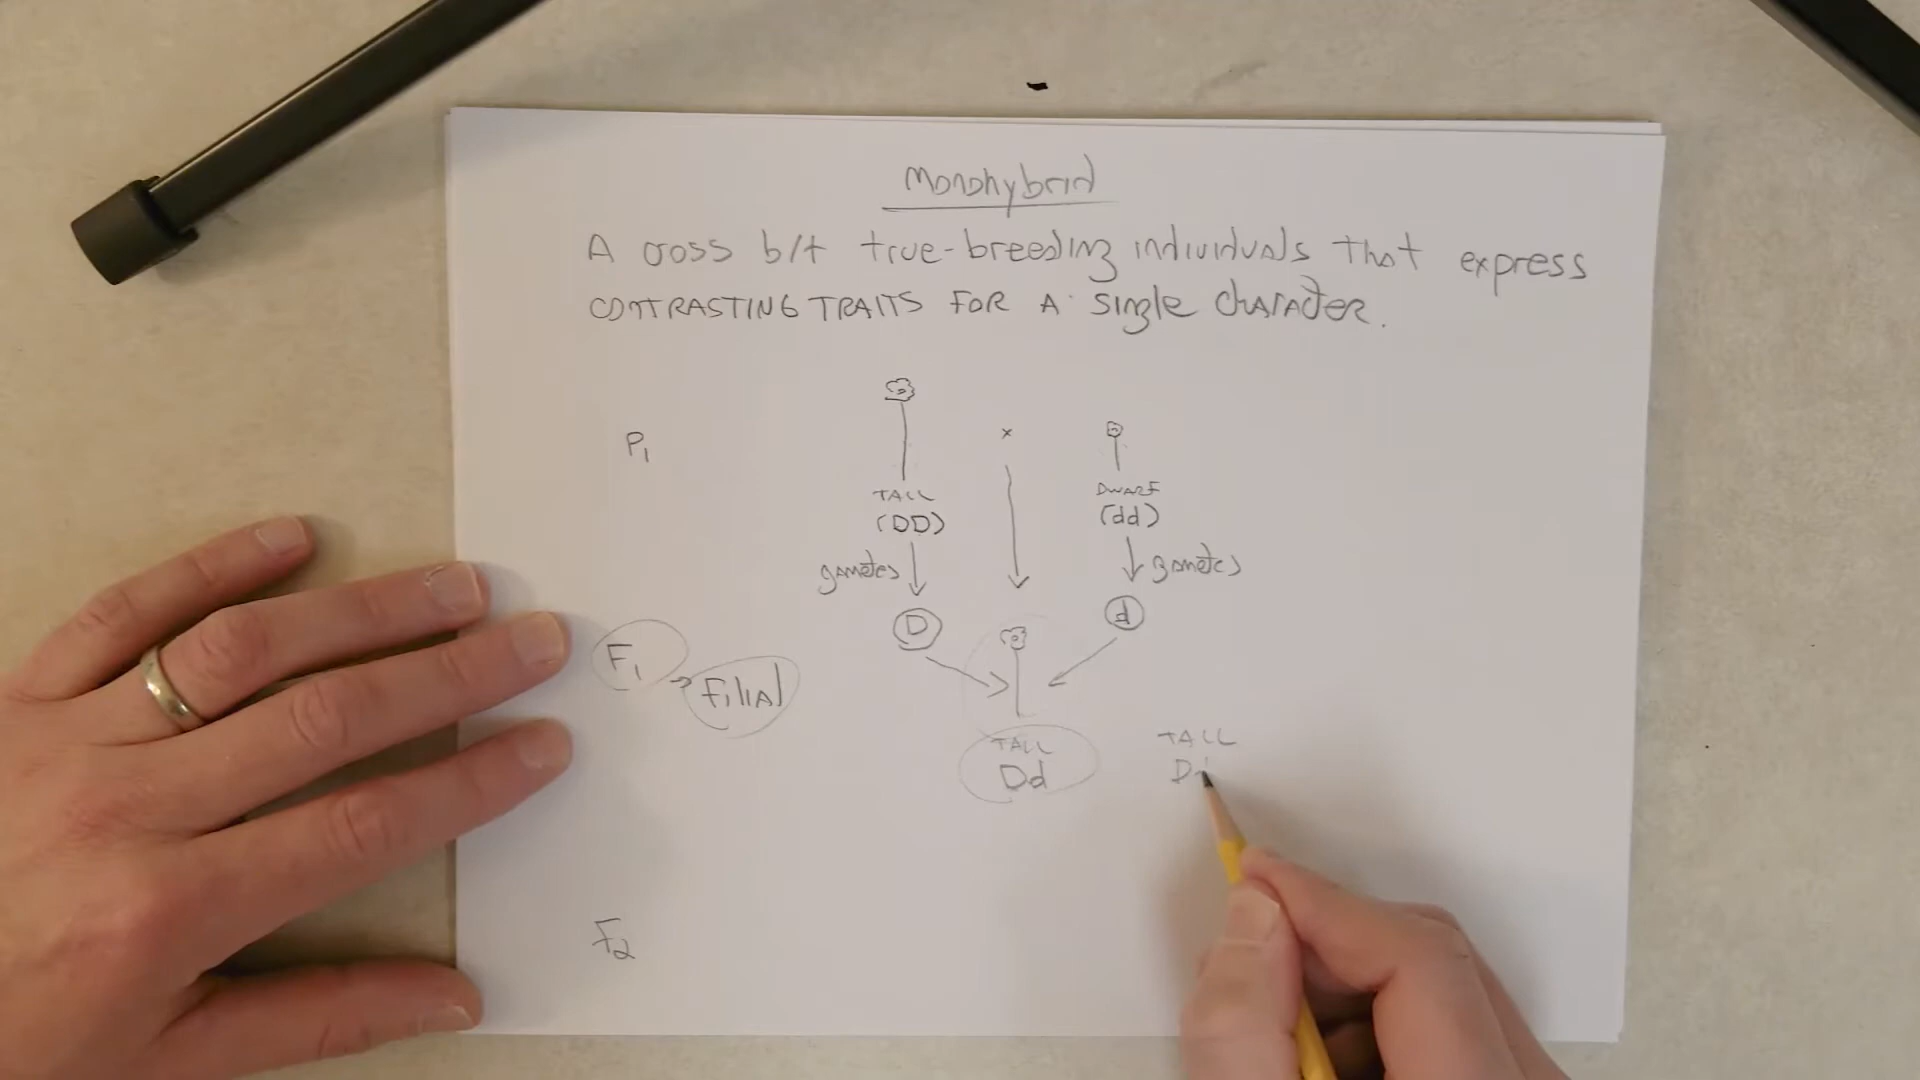 Monohybrid
A cross b/t true-breeding individuals that express
CONTRASTING TRAITS FOR A single character.
P1
x
TALL
DWARF
(DD)
(dd)
gametes
gametes
D
d
F1
Filial
TALL
Dd
TALL
Dd
F2